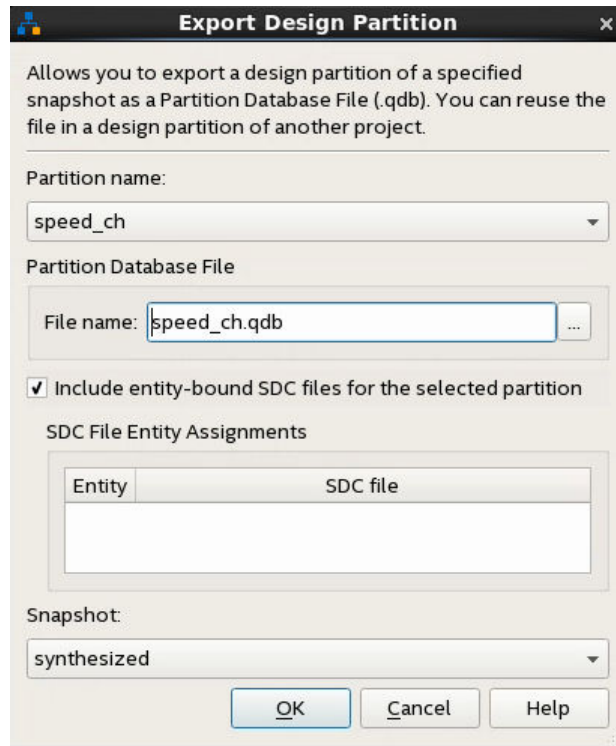 Export Design Partition
Allows you to export a design partition of a specified
snapshot as a Partition Database File (.qdb). You can reuse the
file in a design partition of another project.
Partition name:
speed_ch
Partition Database File
File name: speed_ch.qdb ...
Include entity-bound SDC files for the selected partition
SDC File Entity Assignments
Entity SDC file
Snapshot:
synthesized
OK Cancel Help